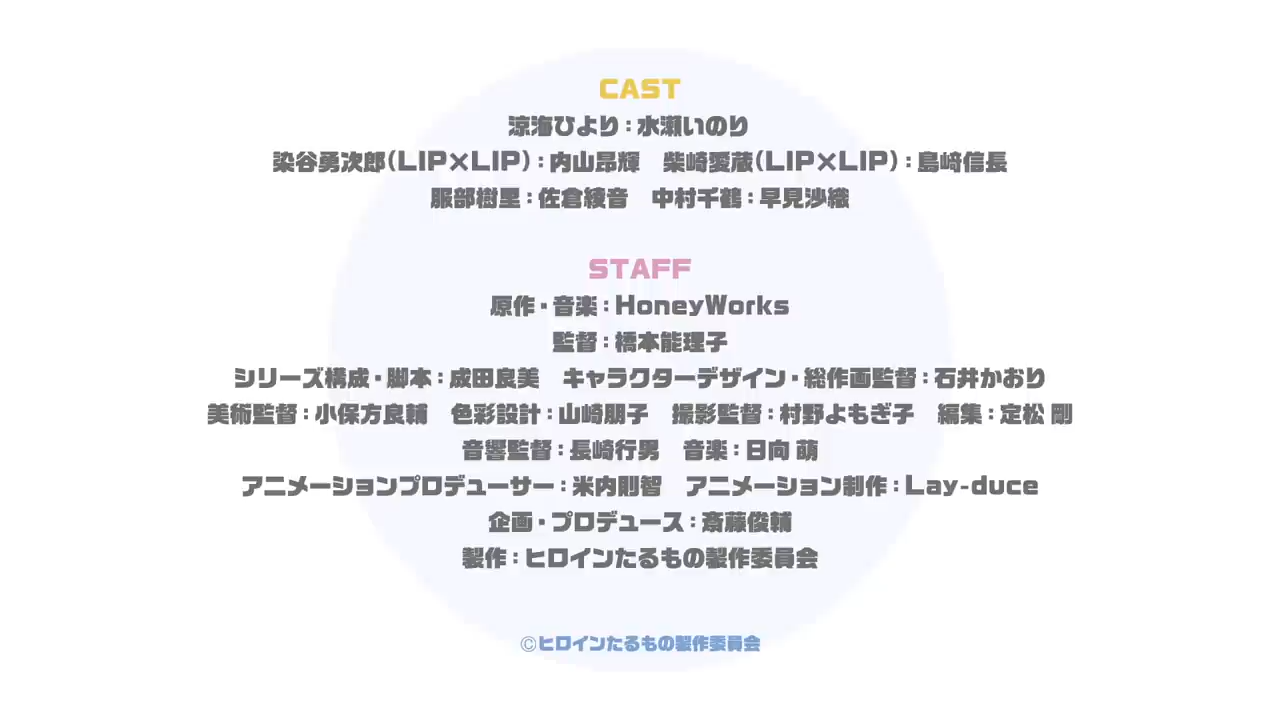 CAST
涼海ひより：水瀬いのり
染谷勇次郎(LIP×LIP)：内山昂輝　柴崎愛蔵(LIP×LIP)：島﨑信長
服部樹里：佐倉綾音　中村千鶴：早見沙織
STAFF
原作・音楽：HoneyWorks
監督：橋本能理子
シリーズ構成・脚本：成田良美　キャラクターデザイン・総作画監督：石井かおり
美術監督：小保方良輔　色彩設計：山崎朋子　撮影監督：村野よもぎ子　編集：定松 剛
音響監督：長崎行男　音楽：日向 萌
アニメーションプロデューサー：米内則智　アニメーション制作：Lay-duce
企画・プロデュース：斎藤俊輔
製作：ヒロインたるもの製作委員会
©ヒロインたるもの製作委員会